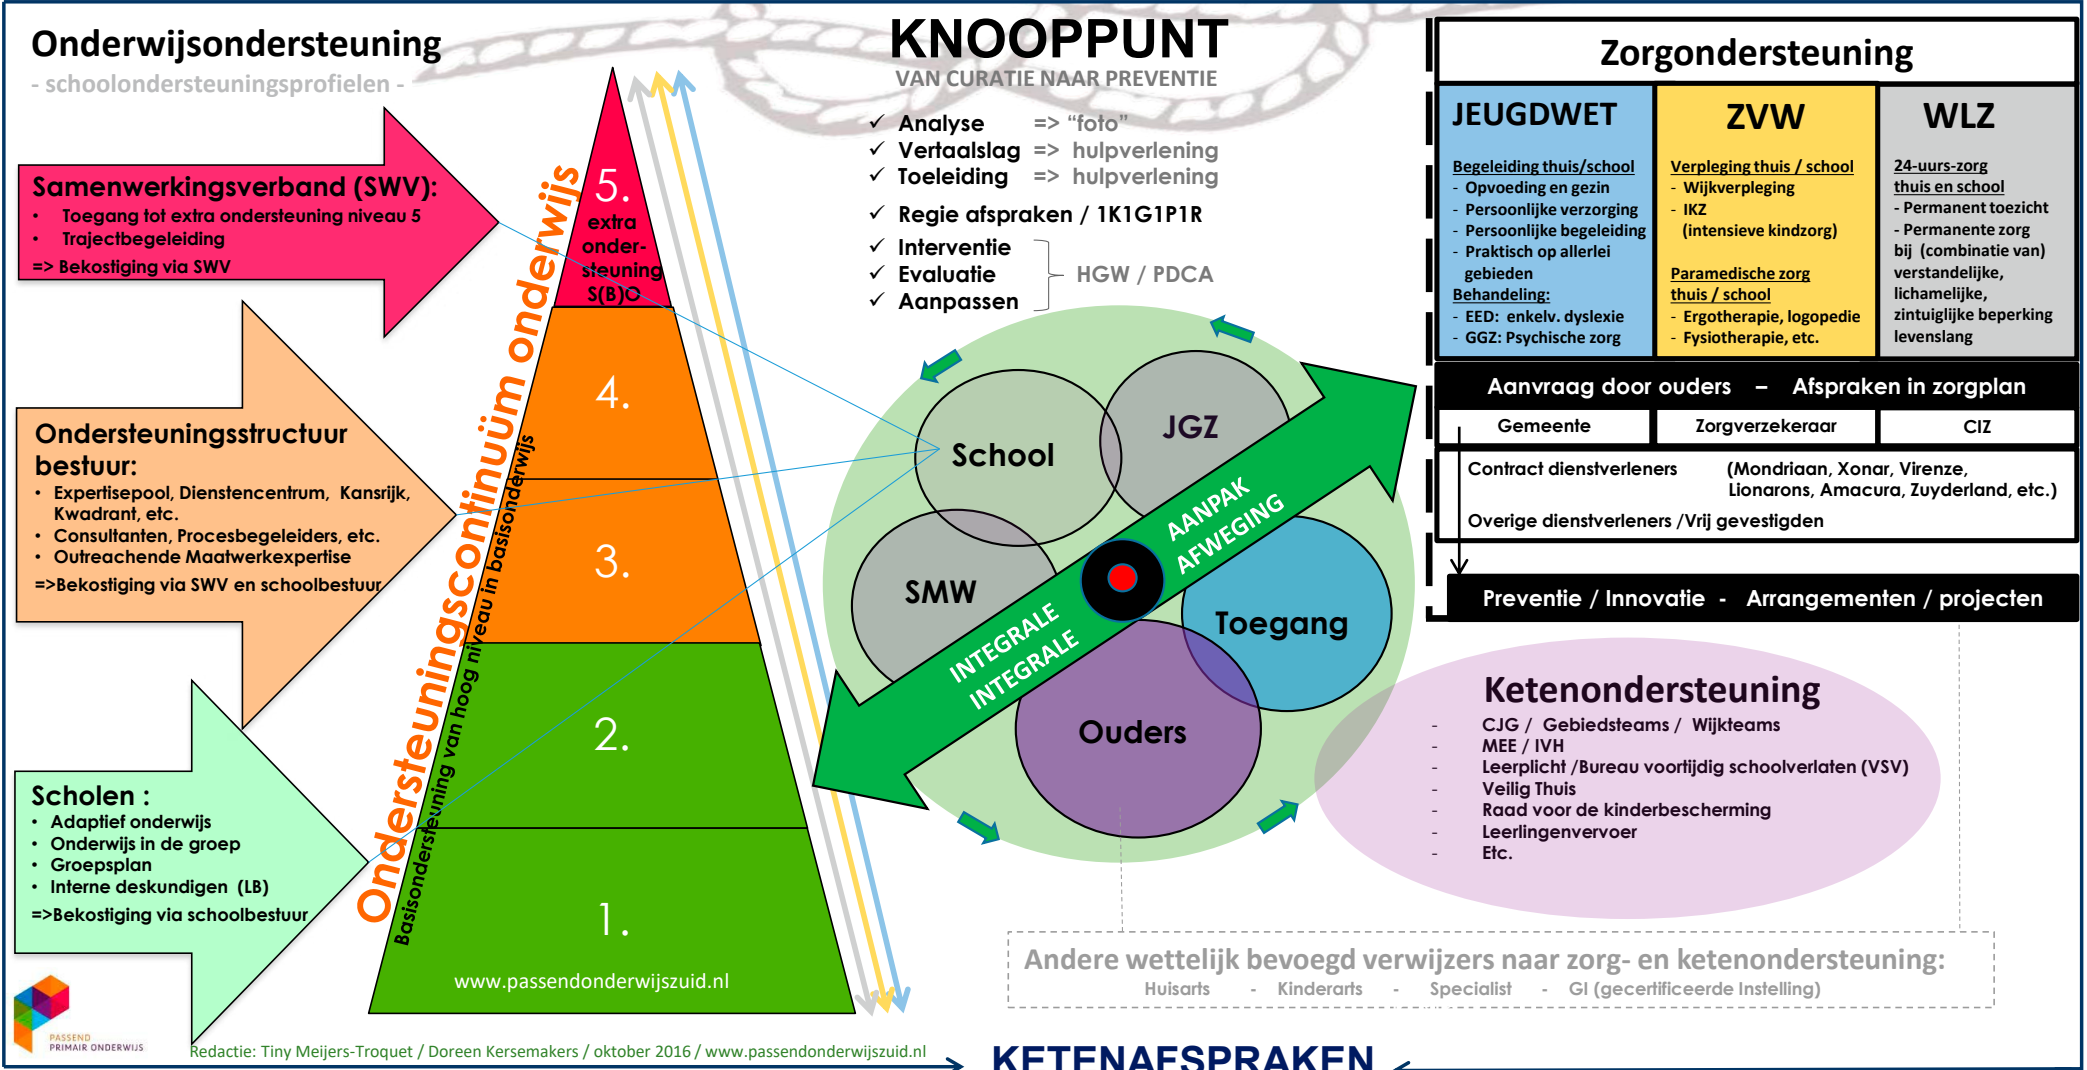 Onderwijsondersteuning
- schoolondersteuningsprofielen -
Samenwerkingsverband (SWV):
• Toegang tot extra ondersteuning niveau 5
• Trajectbegeleiding
=> Bekostiging via SWV
Ondersteuningsstructuur
bestuur:
• Expertisepool, Dienstencentrum, Kansrijk,
Kwadrant, etc.
• Consultanten, Procesbegeleiders, etc.
• Outreachende Maatwerkexpertise
=>Bekostiging via SWV en schoolbestuur
Scholen :
• Adaptief onderwijs
• Onderwijs in de groep
• Groepsplan
• Interne deskundigen (LB)
=>Bekostiging via schoolbestuur
PASSEND
PRIMAIR ONDERWIJS
Ondersteuningscontinuüm onderwijs
Basisondersteuning van hoog niveau in basisonderwijs
5.
extra
onder-
steuning
S(B)O
4.
3.
2.
1.
www.passendonderwijszuid.nl
KNOOPPUNT
VAN CURATIE NAAR PREVENTIE
✓ Analyse => “foto”
✓ Vertaalslag => hulpverlening
✓ Toeleiding => hulpverlening
✓ Regie afspraken / 1K1G1P1R
✓ Interventie
✓ Evaluatie
✓ Aanpassen
HGW / PDCA
School
JGZ
SMW
Toegang
Ouders
INTEGRALE AANPAK
INTEGRALE AFWEGING
Zorgondersteuning
JEUGDWET
Begeleiding thuis/school
- Opvoeding en gezin
- Persoonlijke verzorging
- Persoonlijke begeleiding
- Praktisch op allerlei
gebieden
Behandeling:
- EED: enkelv. dyslexie
- GGZ: Psychische zorg
ZVW
Verpleging thuis / school
- Wijkverpleging
- IKZ
(intensieve kindzorg)
Paramedische zorg
thuis / school
- Ergotherapie, logopedie
- Fysiotherapie, etc.
WLZ
24-uurs-zorg
thuis en school
- Permanent toezicht
- Permanente zorg
bij (combinatie van)
verstandelijke,
lichamelijke,
zintuiglijke beperking
levenslang
Aanvraag door ouders – Afspraken in zorgplan
Gemeente
Zorgverzekeraar
CIZ
Contract dienstverleners (Mondriaan, Xonar, Virenze,
Lionarons, Amacura, Zuyderland, etc.)
Overige dienstverleners /Vrij gevestigden
Preventie / Innovatie - Arrangementen / projecten
Ketenondersteuning
- CJG / Gebiedsteams / Wijkteams
- MEE / IVH
- Leerplicht /Bureau voortijdig schoolverlaten (VSV)
- Veilig Thuis
- Raad voor de kinderbescherming
- Leerlingenvervoer
- Etc.
Andere wettelijk bevoegd verwijzers naar zorg- en ketenondersteuning:
Huisarts - Kinderarts - Specialist - GI (gecertificeerde Instelling)
Redactie: Tiny Meijers-Troquet / Doreen Kersemakers / oktober 2016 / www.passendonderwijszuid.nl
KETENAFSPRAKEN